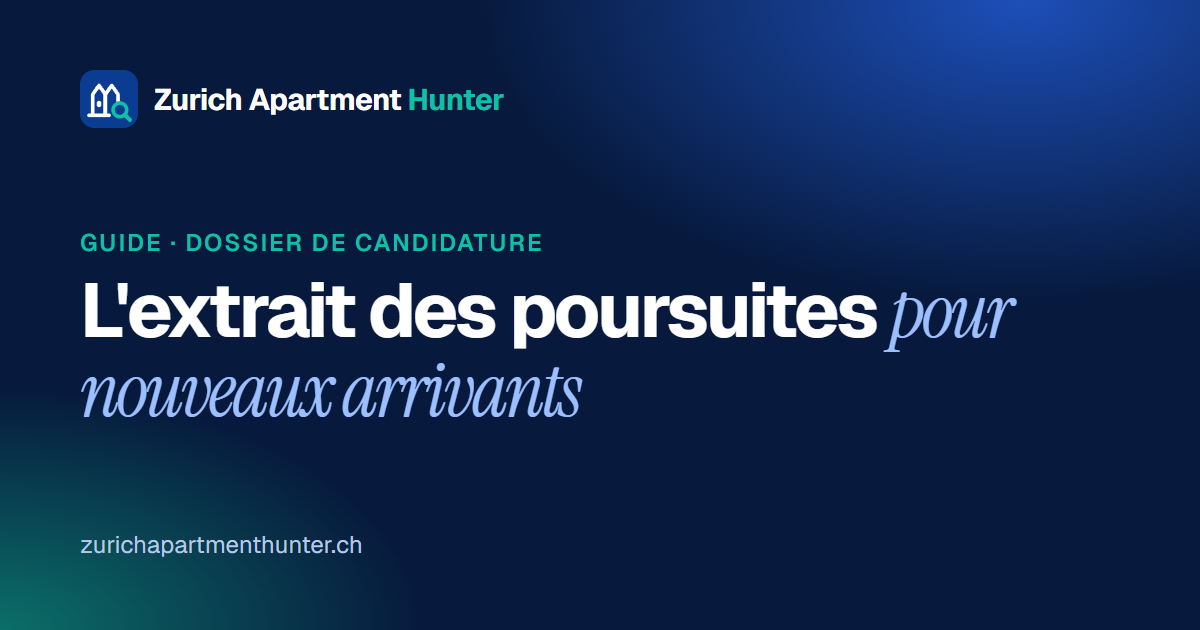 Zurich Apartment Hunter
GUIDE · DOSSIER DE CANDIDATURE
L'extrait des poursuites pour
nouveaux arrivants
zurichapartmenthunter.ch